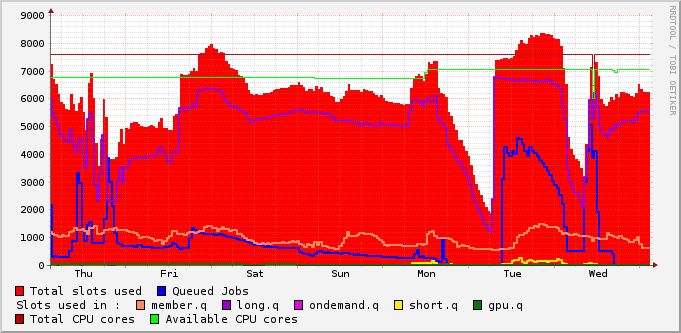 9000
8000
7000
6000
5000
4000
3000
2000
1000
0
Thu Fri Sat Sun Mon Tue Wed
Total slots used Queued Jobs
Slots used in : member.q long.q ondemand.q short.q gpu.q
Total CPU cores Available CPU cores
RRDTOOL / TOBI OETIKER